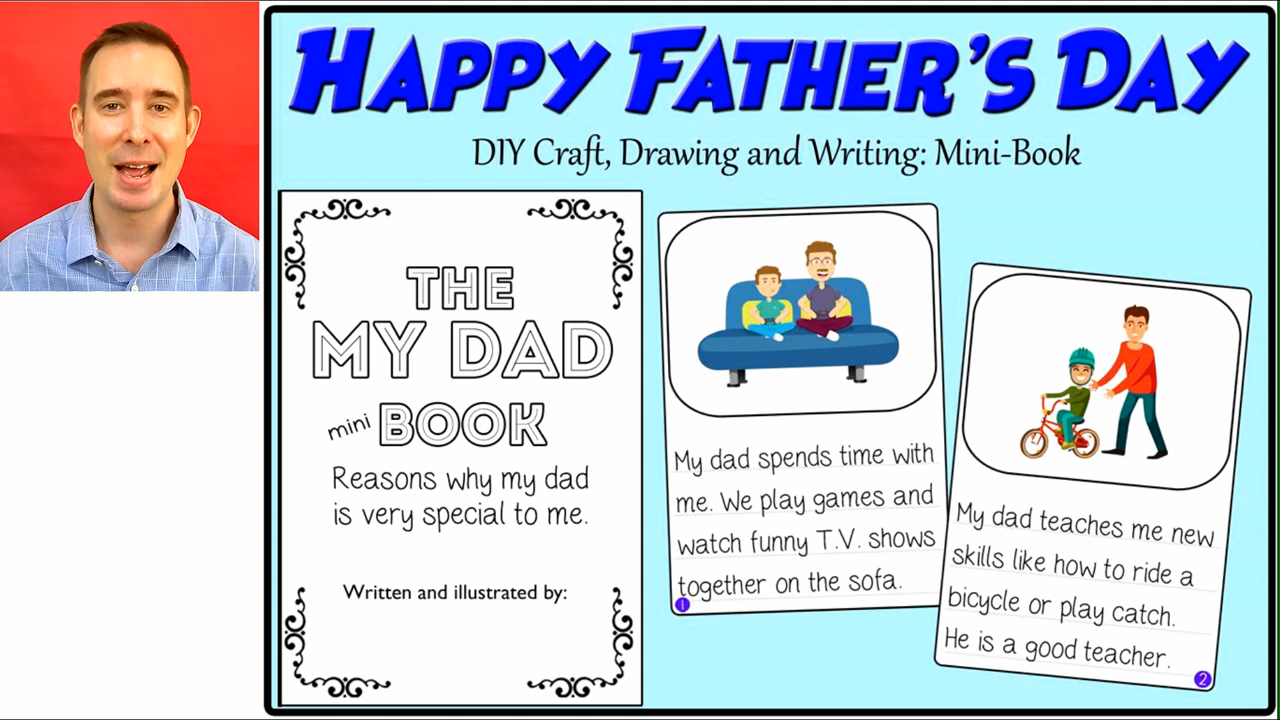 HAPPY FATHER'S DAY
DIY Craft, Drawing and Writing: Mini-Book
THE
MY DAD
mini BOOK
Reasons why my dad
is very special to me.
Written and illustrated by:
My dad spends time with
me. We play games and
watch funny T.V. shows
together on the sofa.
1
My dad teaches me new
skills like how to ride a
bicycle or play catch.
He is a good teacher.
2